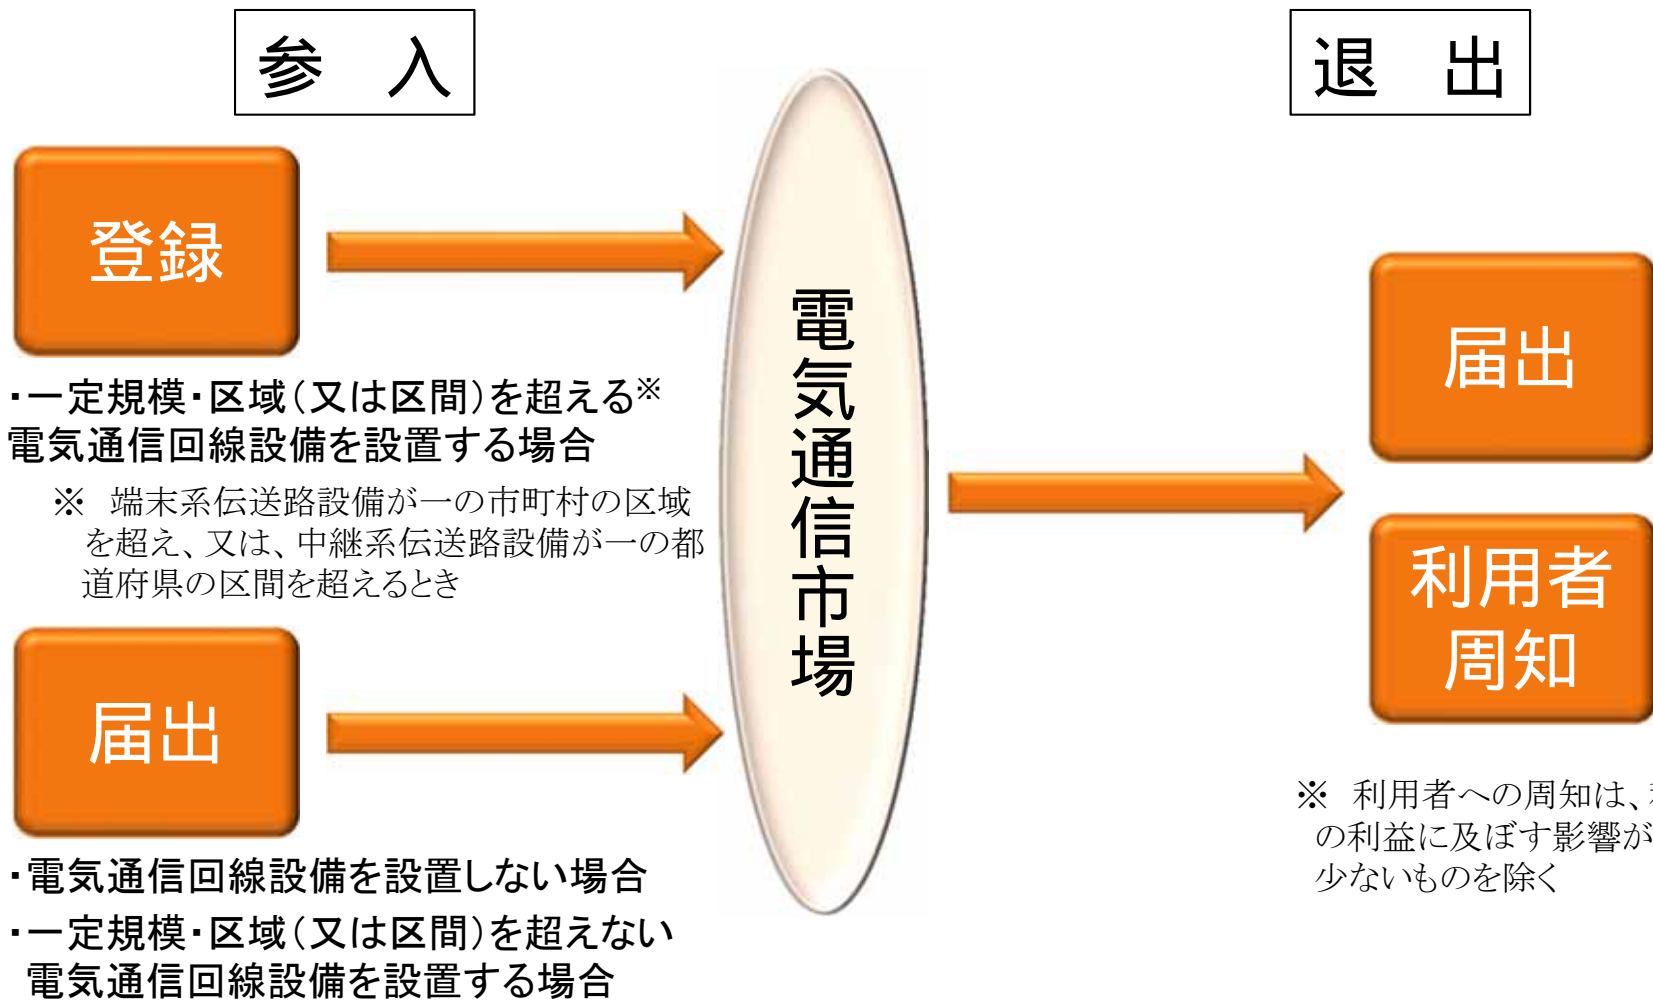 参　入
登録
・一定規模・区域（又は区間）を超える※
電気通信回線設備を設置する場合
※　端末系伝送路設備が一の市町村の区域
を超え、又は、中継系伝送路設備が一の都
道府県の区間を超えるとき
届出
・電気通信回線設備を設置しない場合
・一定規模・区域（又は区間）を超えない
電気通信回線設備を設置する場合
電気通信市場
退　出
届出
利用者
周知
※　利用者への周知は、
の利益に及ぼす影響が
少ないものを除く